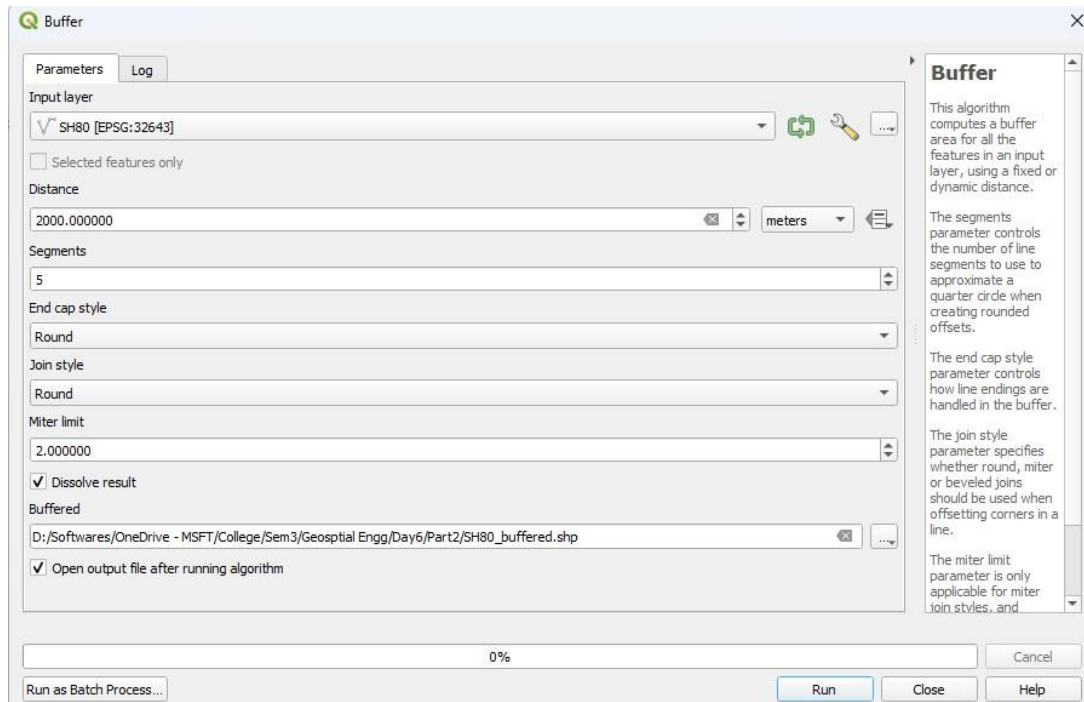 Buffer
Parameters
Log
Input layer
SH80 [EPSG:32643]
...
Selected features only
Distance
2000.000000
meters
Segments
5
End cap style
Round
Join style
Round
Miter limit
2.000000
Dissolve result
Buffered
D:/Softwares/OneDrive - MSFT/College/Sem3/Geosptial Engg/Day6/Part2/SH80_buffered.shp
...
Open output file after running algorithm
Buffer
This algorithm
computes a buffer
area for all the
features in an input
layer, using a fixed or
dynamic distance.
The segments
parameter controls
the number of line
segments to use to
approximate a
quarter circle when
creating rounded
offsets.
The end cap style
parameter controls
how line endings are
handled in the buffer.
The join style
parameter specifies
whether round, miter
or beveled joins
should be used when
offsetting corners in a
line.
The miter limit
parameter is only
applicable for miter
join styles, and
0%
Cancel
Run as Batch Process...
Run
Close
Help